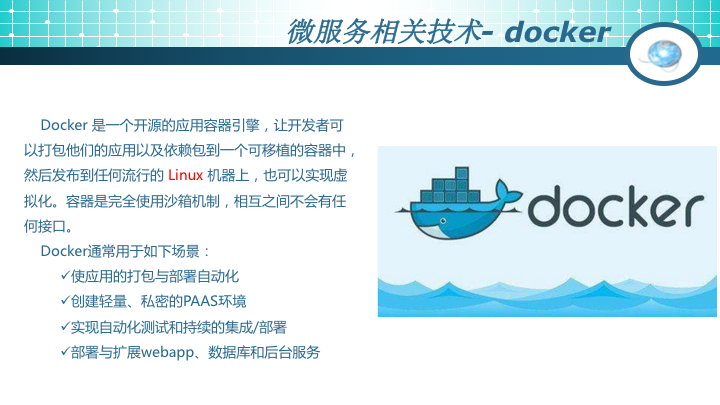 微服务相关技术- docker
Docker 是一个开源的应用容器引擎，让开发者可
以打包他们的应用以及依赖包到一个可移植的容器中，
然后发布到任何流行的 Linux 机器上，也可以实现虚
拟化。容器是完全使用沙箱机制，相互之间不会有任
何接口。
Docker通常用于如下场景：
✓使应用的打包与部署自动化
✓创建轻量、私密的PAAS环境
✓实现自动化测试和持续的集成/部署
✓部署与扩展webapp、数据库和后台服务
docker